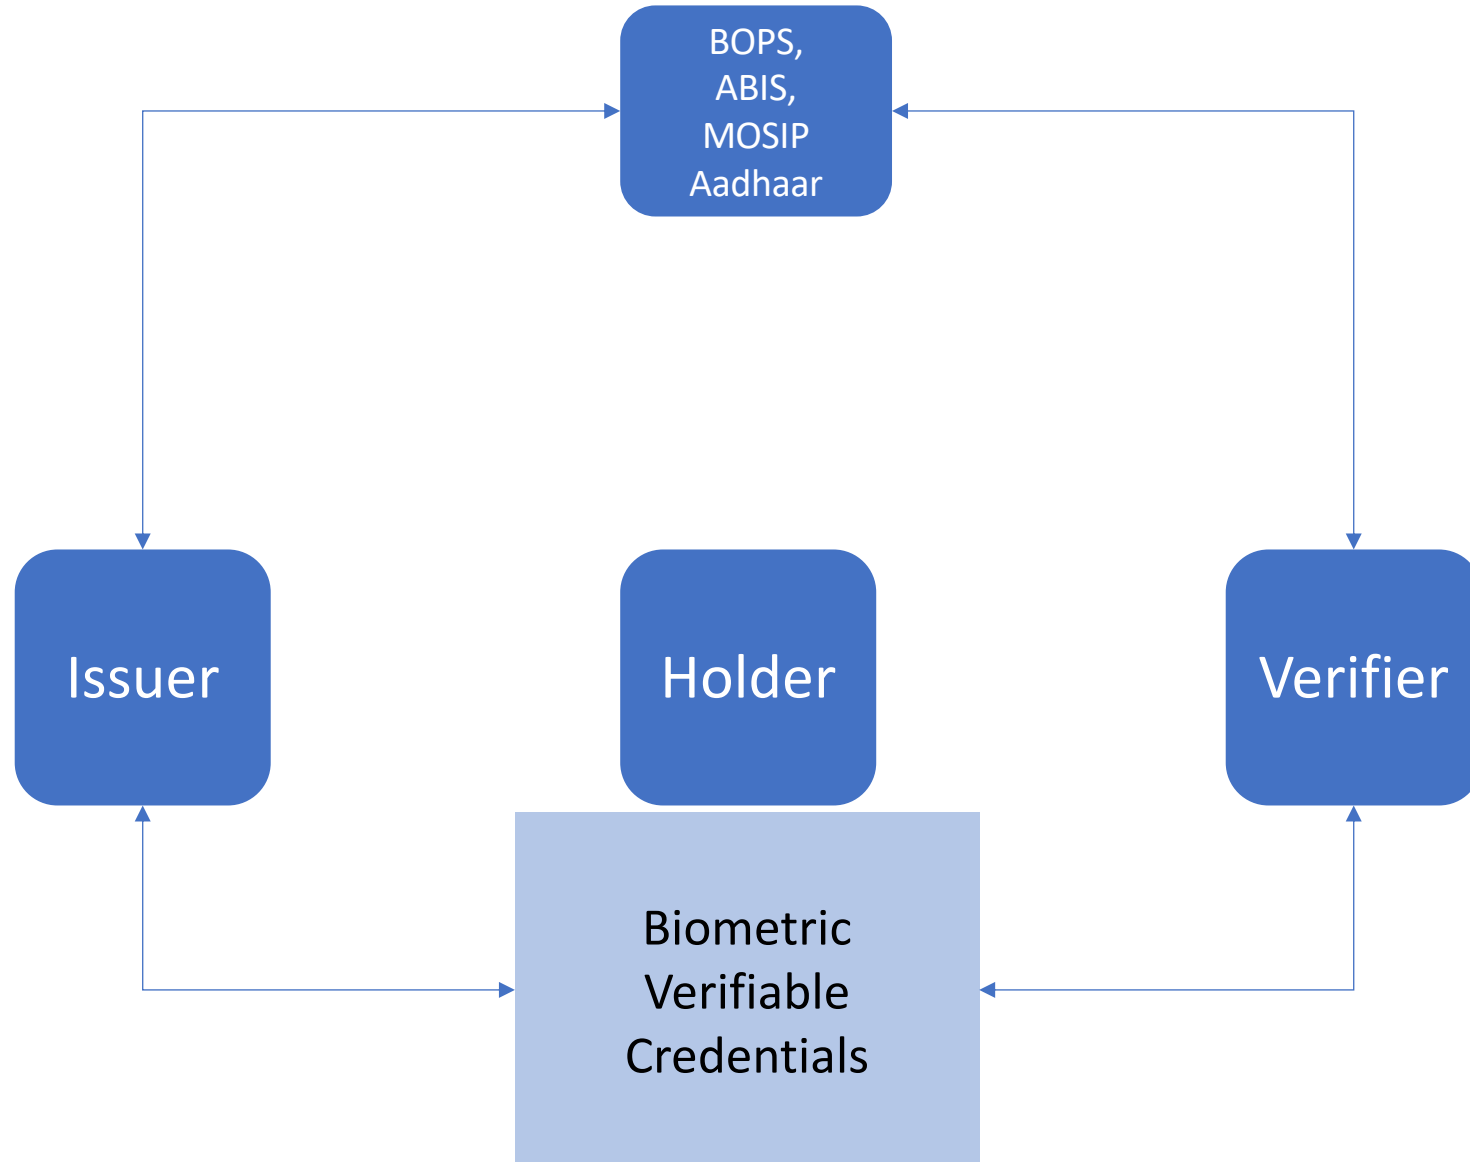 BOPS,
ABIS,
MOSIP
Aadhaar
Issuer
Holder
Verifier
Biometric
Verifiable
Credentials